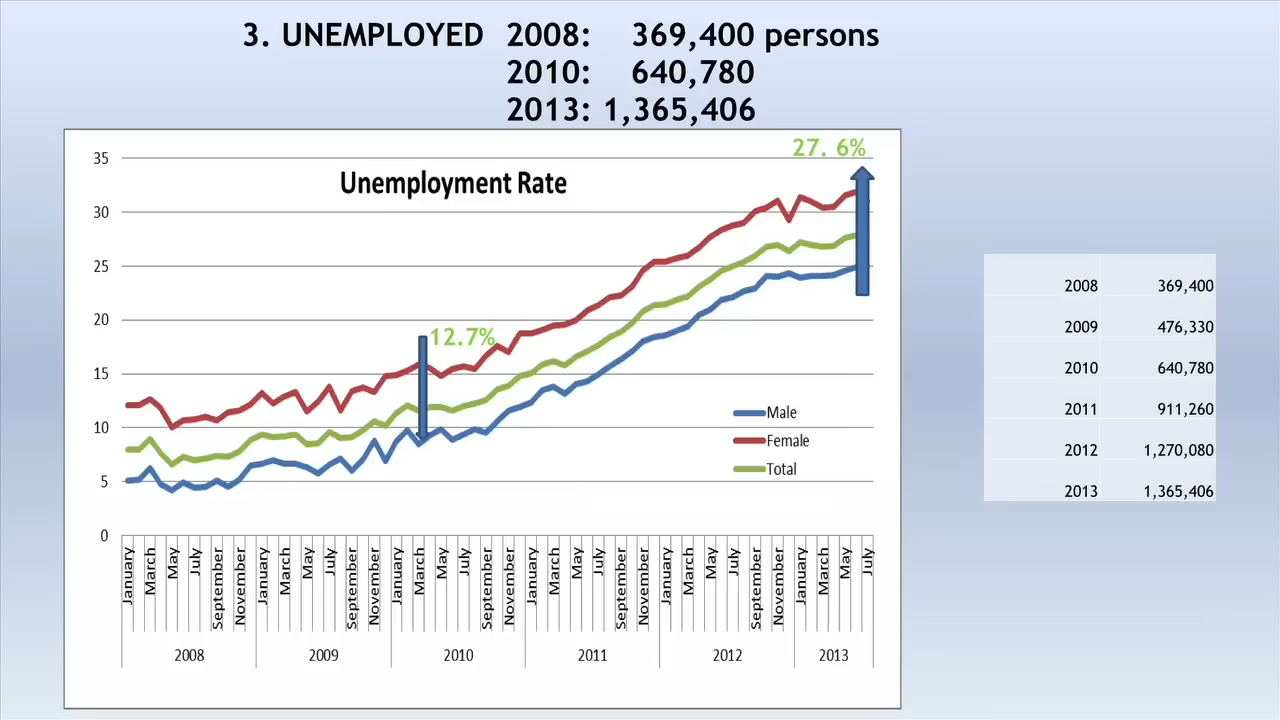 3. UNEMPLOYED 2008: 369,400 persons
2010: 640,780
2013: 1,365,406
27. 6%
Unemployment Rate
12.7%
35
30
25
20
15
10
5
0
Male
Female
Total
January March May July September November January March May July September November January March May July September November January March May July September November January March May July September November January March May July
2008 2009 2010 2011 2012 2013
2008 369,400
2009 476,330
2010 640,780
2011 911,260
2012 1,270,080
2013 1,365,406